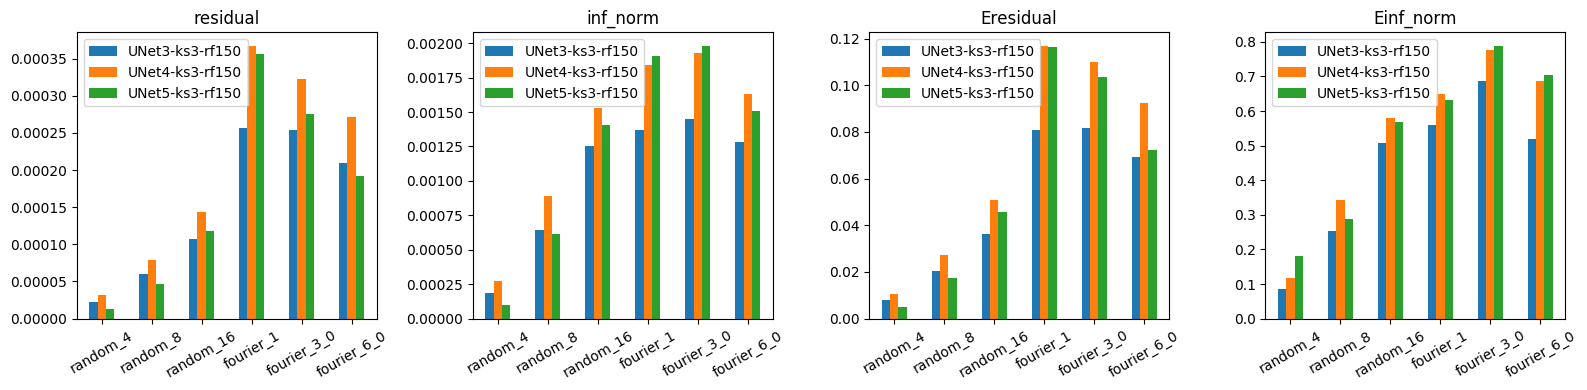 residual
0.00035
0.00030
0.00025
0.00020
0.00015
0.00010
0.00005
0.00000
UNet3-ks3-rf150
UNet4-ks3-rf150
UNet5-ks3-rf150
random_4
random_8
random_16
fourier_1
fourier_3_0
fourier_6_0
inf_norm
0.00200
0.00175
0.00150
0.00125
0.00100
0.00075
0.00050
0.00025
0.00000
UNet3-ks3-rf150
UNet4-ks3-rf150
UNet5-ks3-rf150
random_4
random_8
random_16
fourier_1
fourier_3_0
fourier_6_0
Eresidual
0.12
0.10
0.08
0.06
0.04
0.02
0.00
UNet3-ks3-rf150
UNet4-ks3-rf150
UNet5-ks3-rf150
random_4
random_8
random_16
fourier_1
fourier_3_0
fourier_6_0
Einf_norm
0.8
0.7
0.6
0.5
0.4
0.3
0.2
0.1
0.0
UNet3-ks3-rf150
UNet4-ks3-rf150
UNet5-ks3-rf150
random_4
random_8
random_16
fourier_1
fourier_3_0
fourier_6_0